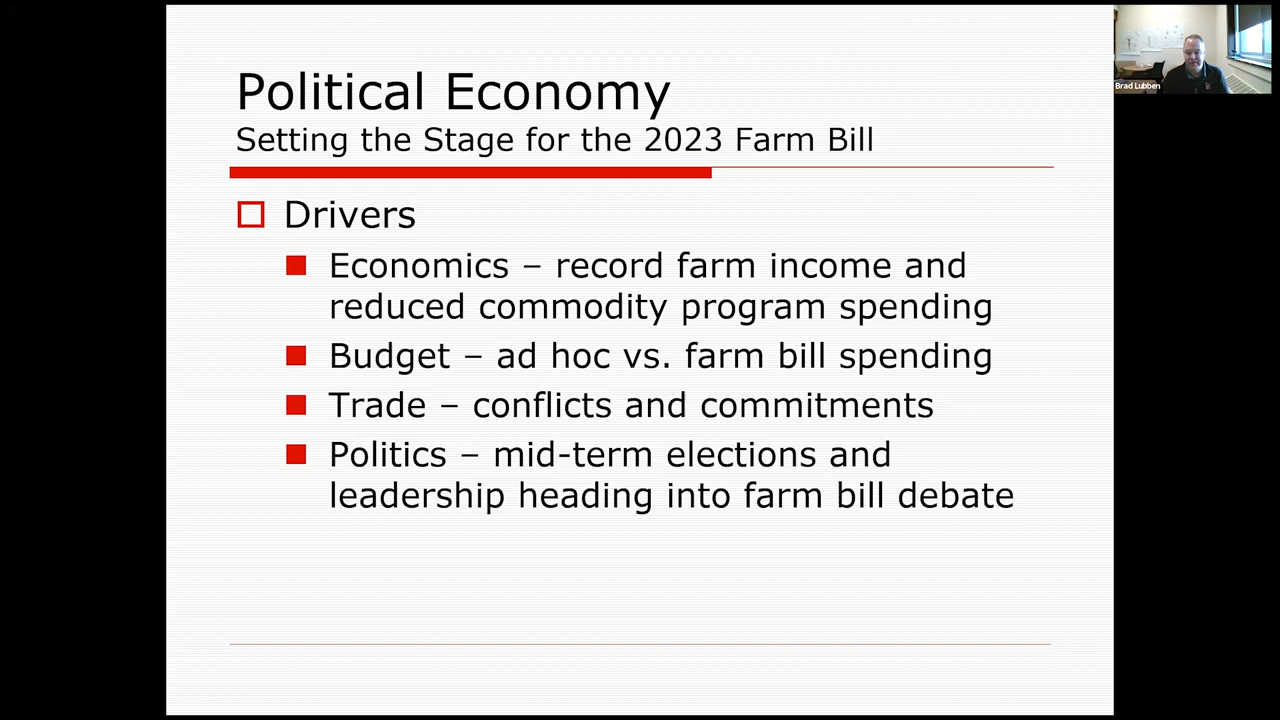 Political Economy
Setting the Stage for the 2023 Farm Bill
Drivers
Economics – record farm income and
reduced commodity program spending
Budget – ad hoc vs. farm bill spending
Trade – conflicts and commitments
Politics – mid-term elections and
leadership heading into farm bill debate
Brad Lubben